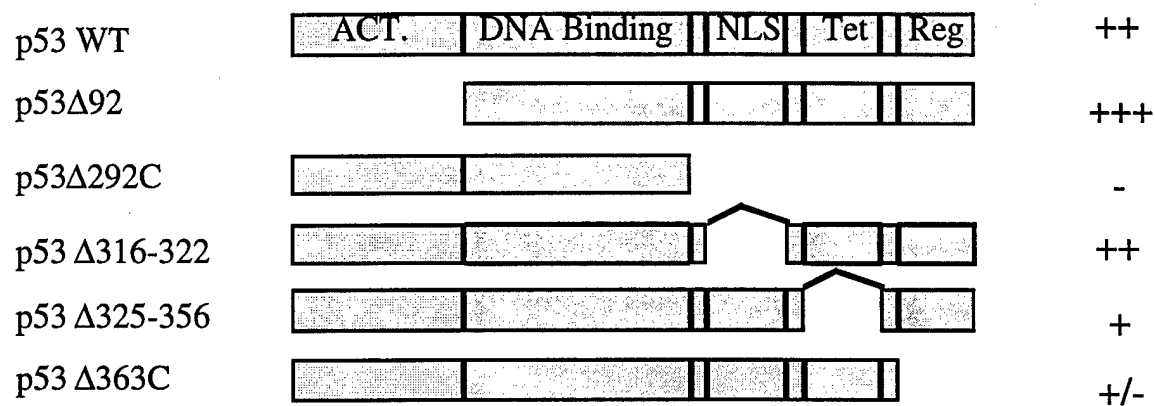 p53 WT ACT. DNA Binding NLS Tet Reg ++
p53Δ92 +++
p53Δ292C -
p53 Δ316-322 ++
p53 Δ325-356 +
p53 Δ363C +/-